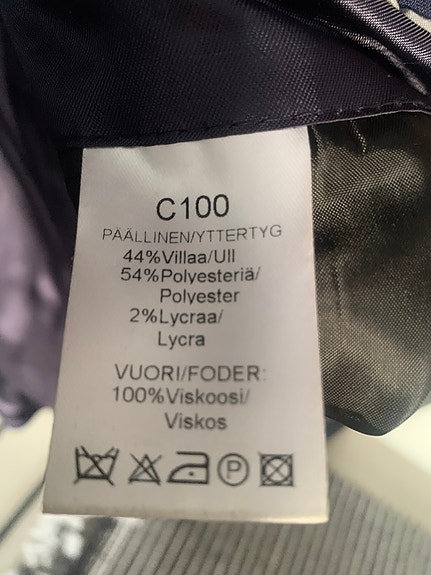 C100
PÄÄLLINEN/YTTERTYG
44%Villaa/Ull
54%Polyesteriä/
Polyester
2%Lycraa/
Lycra
VUORI/FODER:
100%Viskoosi/
Viskos
P